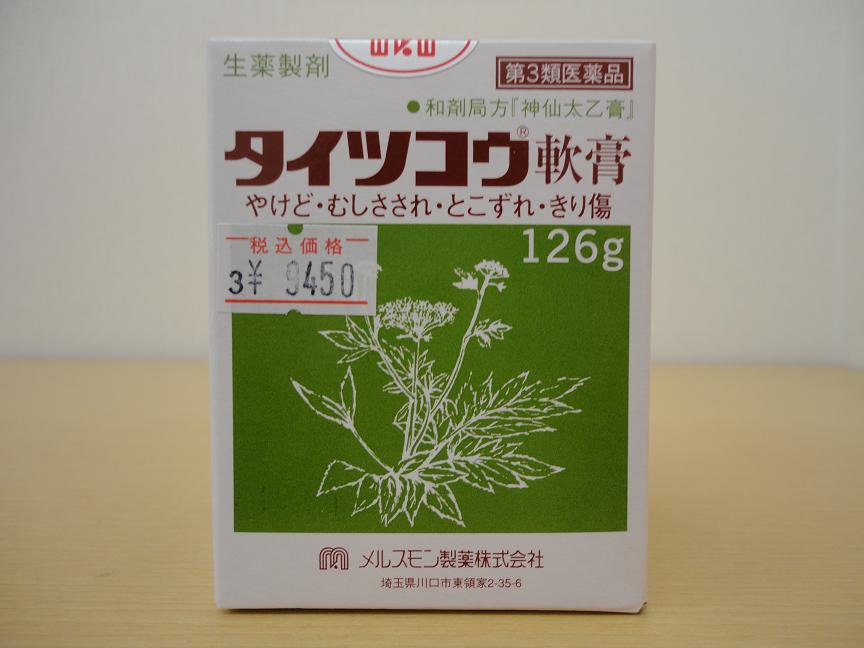 生薬製剤
第3類医薬品
●和剤局方『神仙太乙膏』
タイツコウ®軟膏
やけど・むしさされ・とこずれ・きり傷
126g
税込価格
3¥ 9450
メルスモン製薬株式会社
埼玉県川口市東領家2-35-6